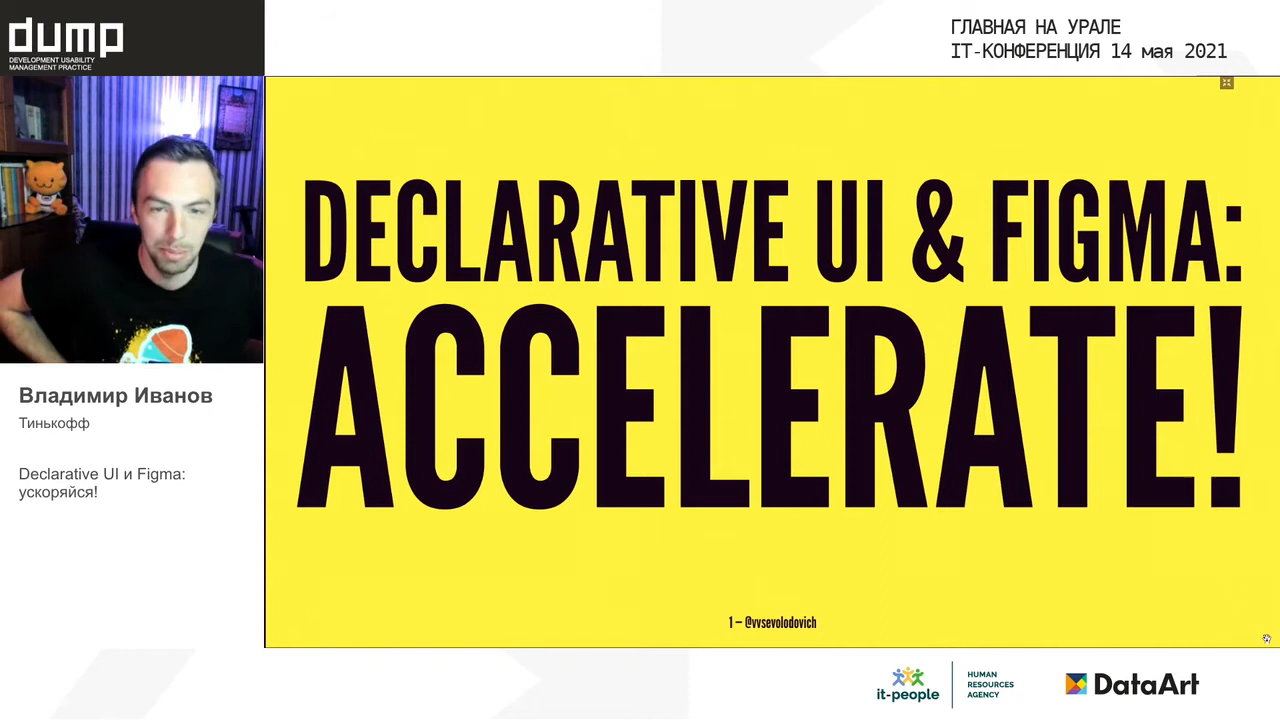 dump
DEVELOPMENT USABILITY
MANAGEMENT PRACTICE
ГЛАВНАЯ НА УРАЛЕ
IT-КОНФЕРЕНЦИЯ 14 мая 2021
DECLARATIVE UI & FIGMA:
ACCELERATE!
1 — @vvsevolodovich
Владимир Иванов
Тинькофф
Declarative UI и Figma:
ускоряйся!
it-people
HUMAN
RESOURCES
AGENCY
DataArt